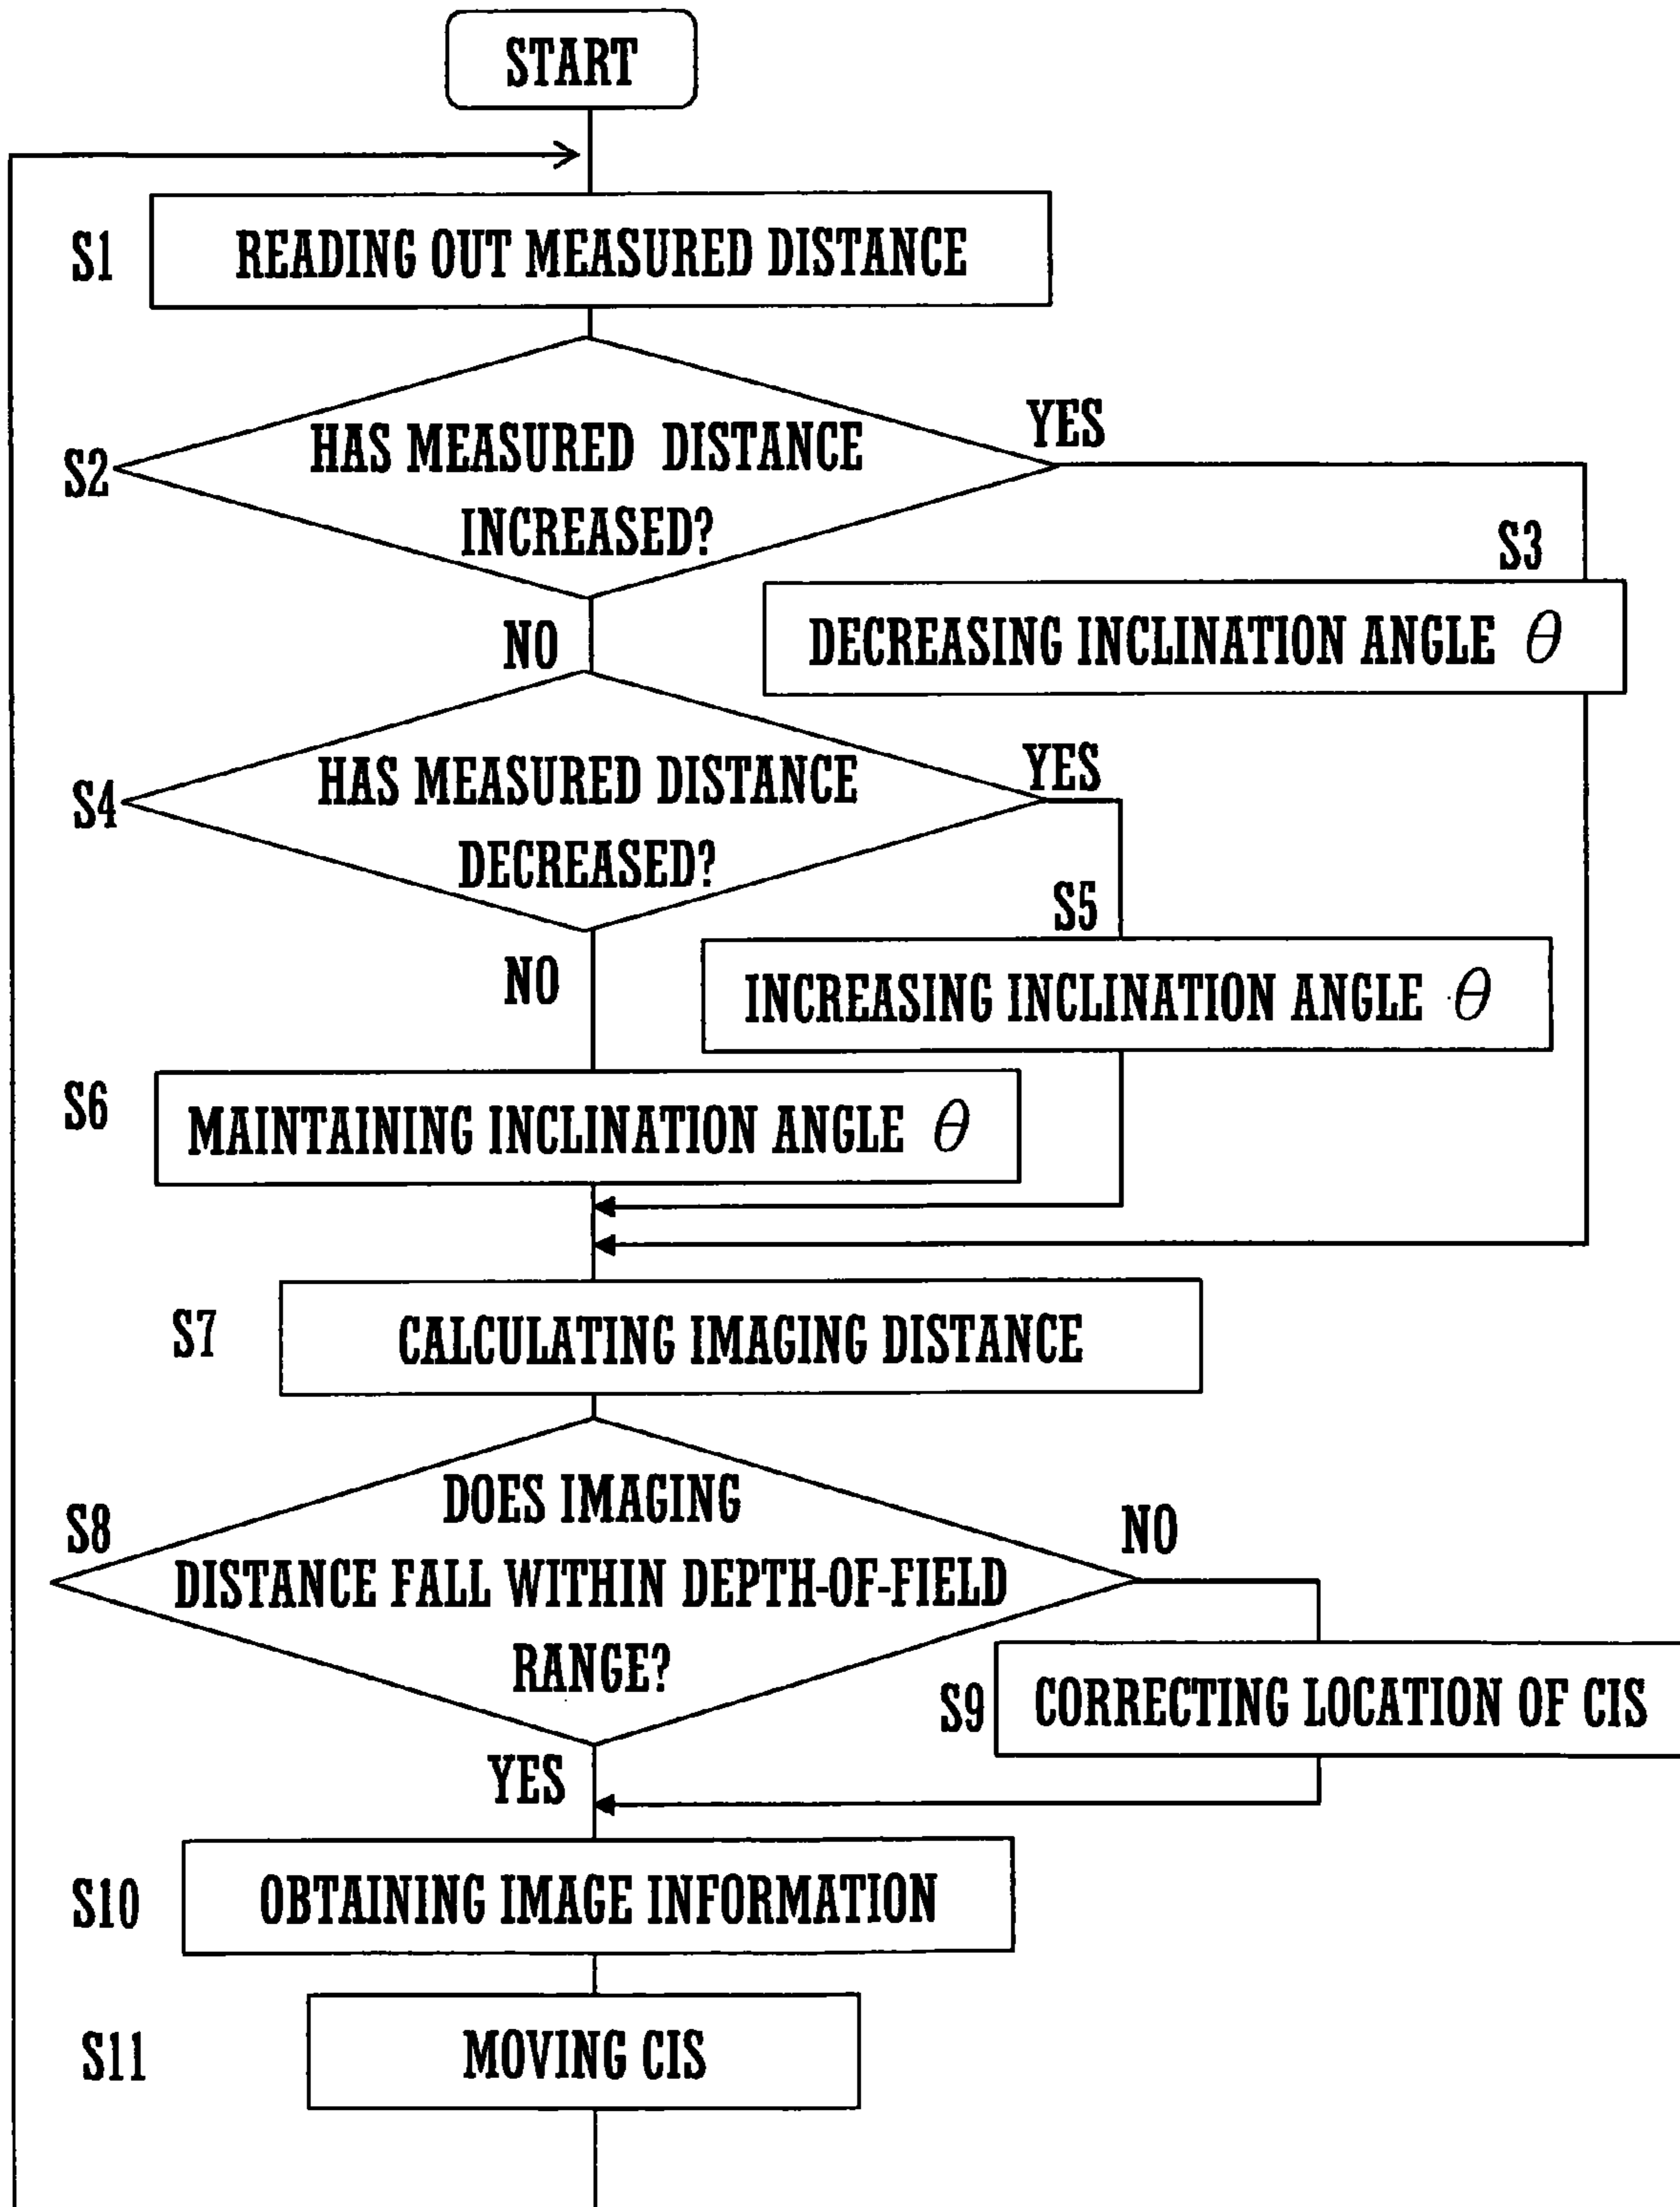 START
S1
READING OUT MEASURED DISTANCE
S2
HAS MEASURED DISTANCE
INCREASED?
YES
NO
S3
DECREASING INCLINATION ANGLE θ
S4
HAS MEASURED DISTANCE
DECREASED?
YES
NO
S5
INCREASING INCLINATION ANGLE θ
S6
MAINTAINING INCLINATION ANGLE θ
S7
CALCULATING IMAGING DISTANCE
S8
DOES IMAGING
DISTANCE FALL WITHIN DEPTH-OF-FIELD
RANGE?
NO
YES
S9
CORRECTING LOCATION OF CIS
S10
OBTAINING IMAGE INFORMATION
S11
MOVING CIS